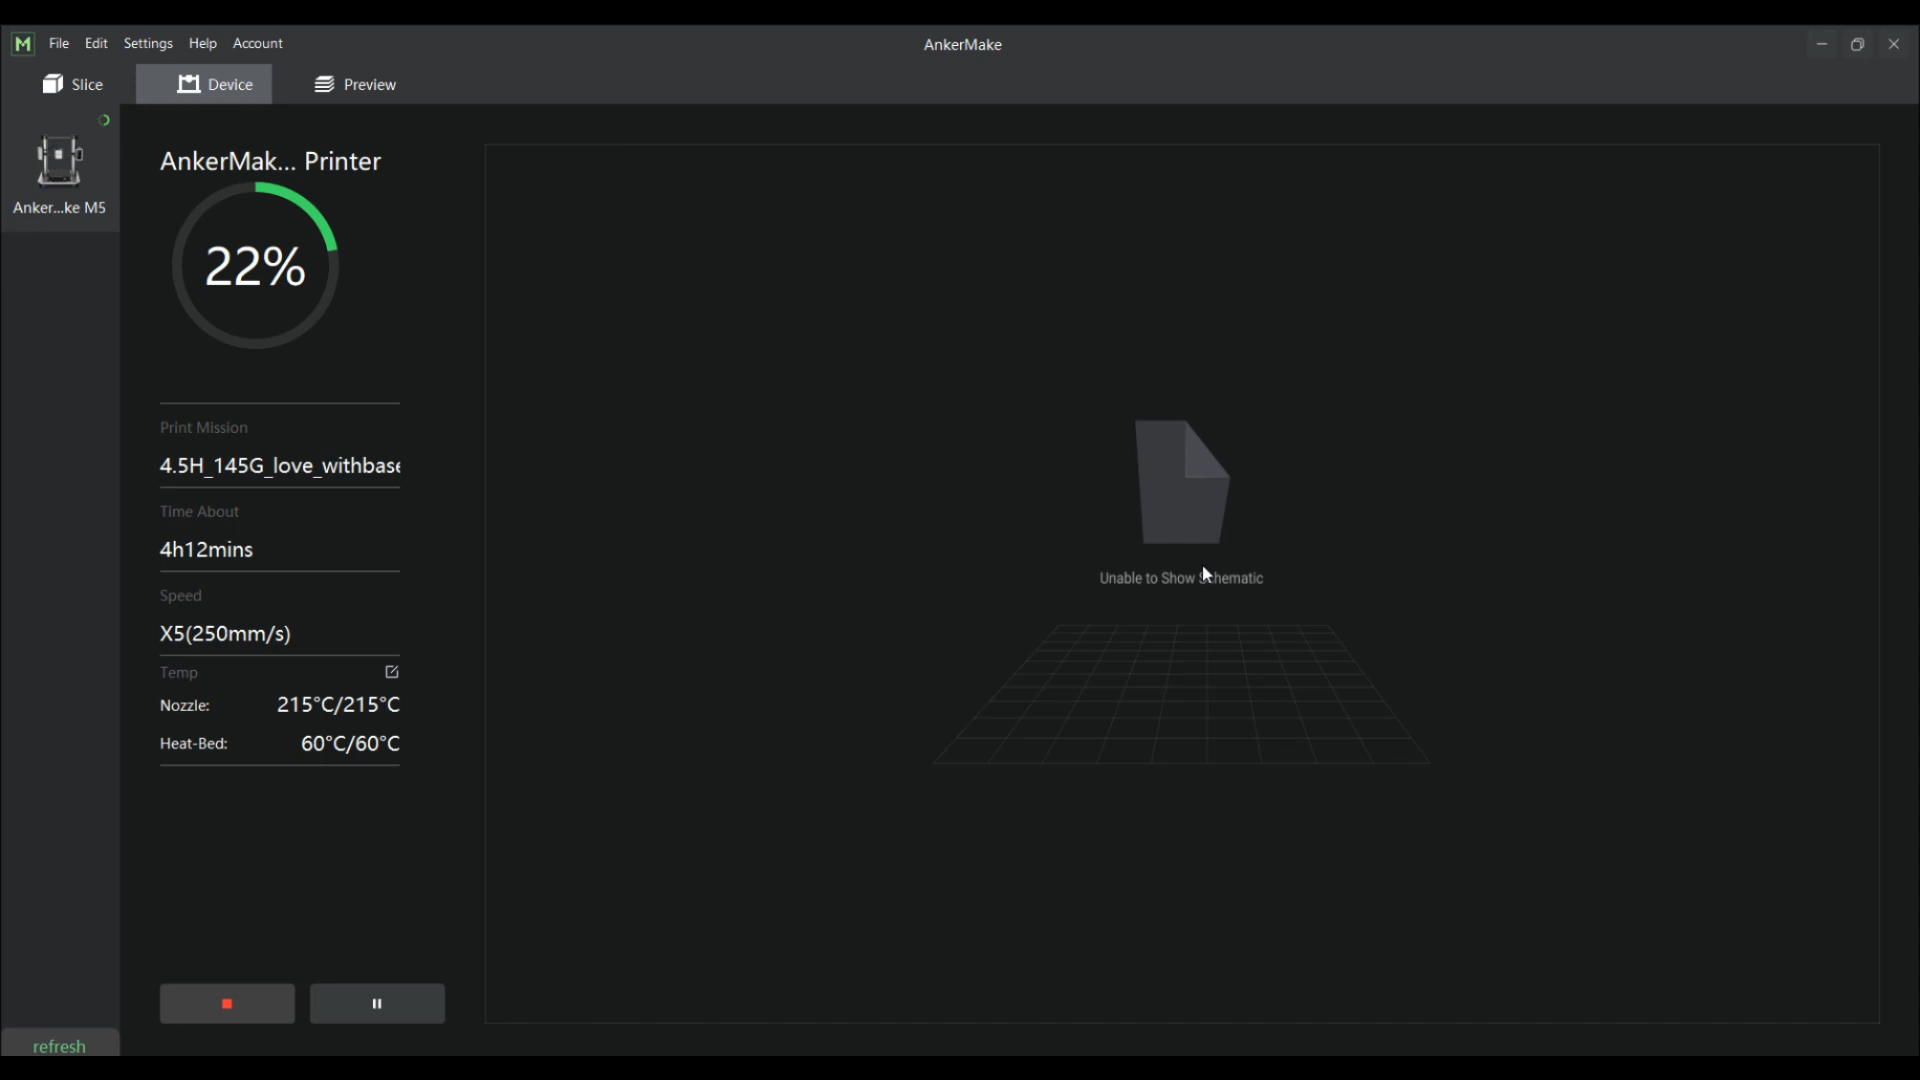 M File Edit Settings Help Account
AnkerMake
Slice Device Preview
Anker...ke M5
AnkerMak... Printer
22%
Print Mission
4.5H_145G_love_withbase
Time About
4h12mins
Speed
X5(250mm/s)
Temp
Nozzle: 215°C/215°C
Heat-Bed: 60°C/60°C
Unable to Show Schematic
refresh